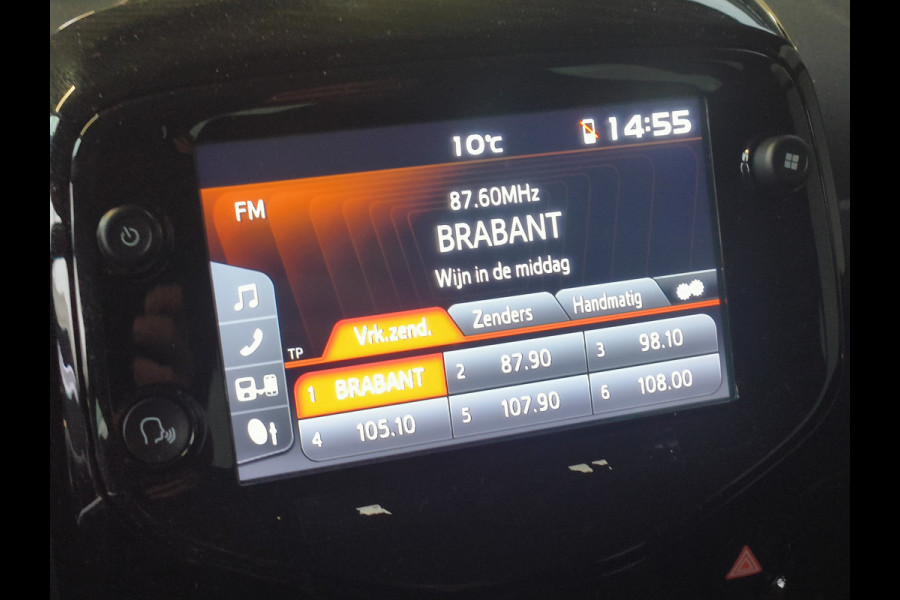 10°C 14:55
FM
87.60MHz
BRABANT
Wijn in de middag
TP
Vrk.zend. Zenders Handmatig
1 BRABANT 2 87.90 3 98.10
4 105.10 5 107.90 6 108.00